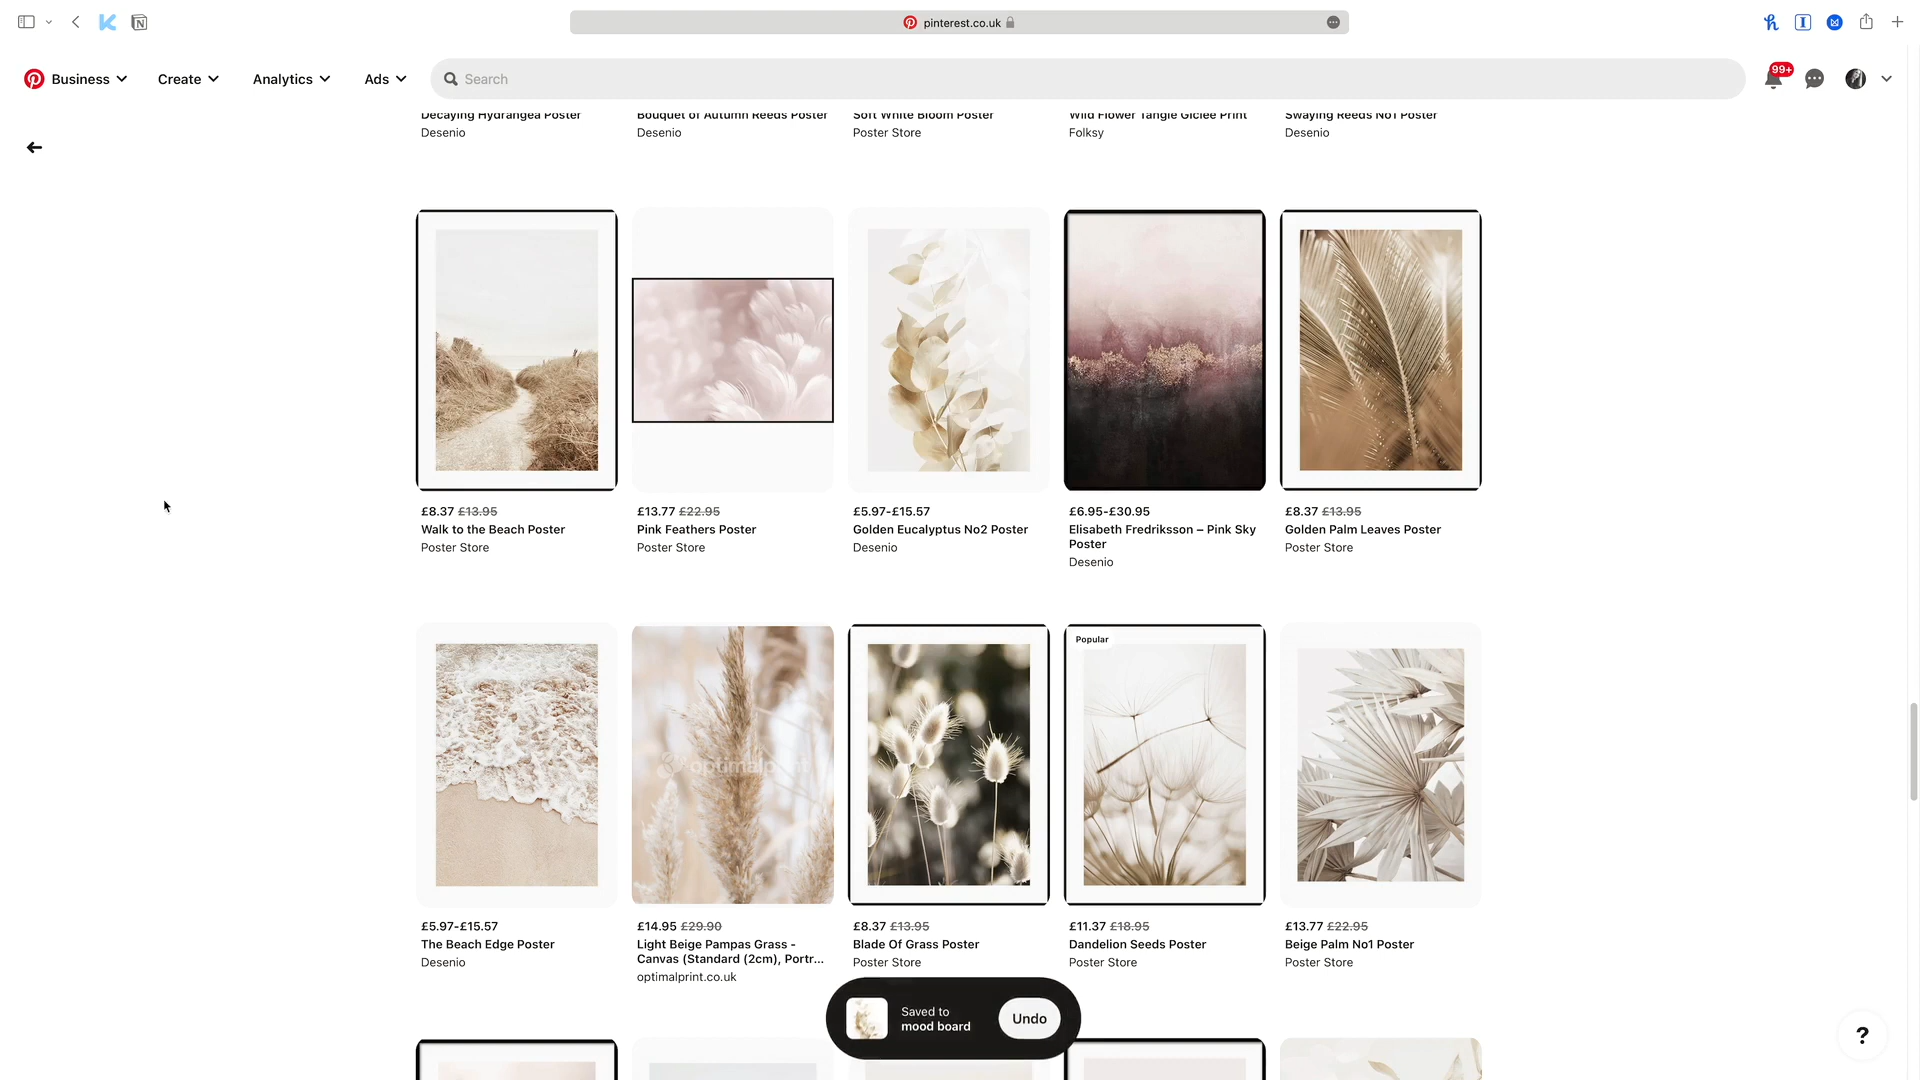 pinterest.co.uk
Business
Create
Analytics
Ads
Search
99+
Decaying Hydrangea Poster
Desenio
Bouquet of Autumn Reeds Poster
Desenio
Soft White Bloom Poster
Poster Store
Wild Flower Tangle Giclee Print
Folksy
Swaying Reeds No1 Poster
Desenio
£8.37 £13.95
Walk to the Beach Poster
Poster Store
£13.77 £22.95
Pink Feathers Poster
Poster Store
£5.97-£15.57
Golden Eucalyptus No2 Poster
Desenio
£6.95-£30.95
Elisabeth Fredriksson – Pink Sky
Poster
Desenio
£8.37 £13.95
Golden Palm Leaves Poster
Poster Store
optimalprint
Popular
£5.97-£15.57
The Beach Edge Poster
Desenio
£14.95 £29.90
Light Beige Pampas Grass -
Canvas (Standard (2cm), Portr...
optimalprint.co.uk
£8.37 £13.95
Blade Of Grass Poster
Poster Store
£11.37 £18.95
Dandelion Seeds Poster
Poster Store
£13.77 £22.95
Beige Palm No1 Poster
Poster Store
Saved to
mood board
Undo
?